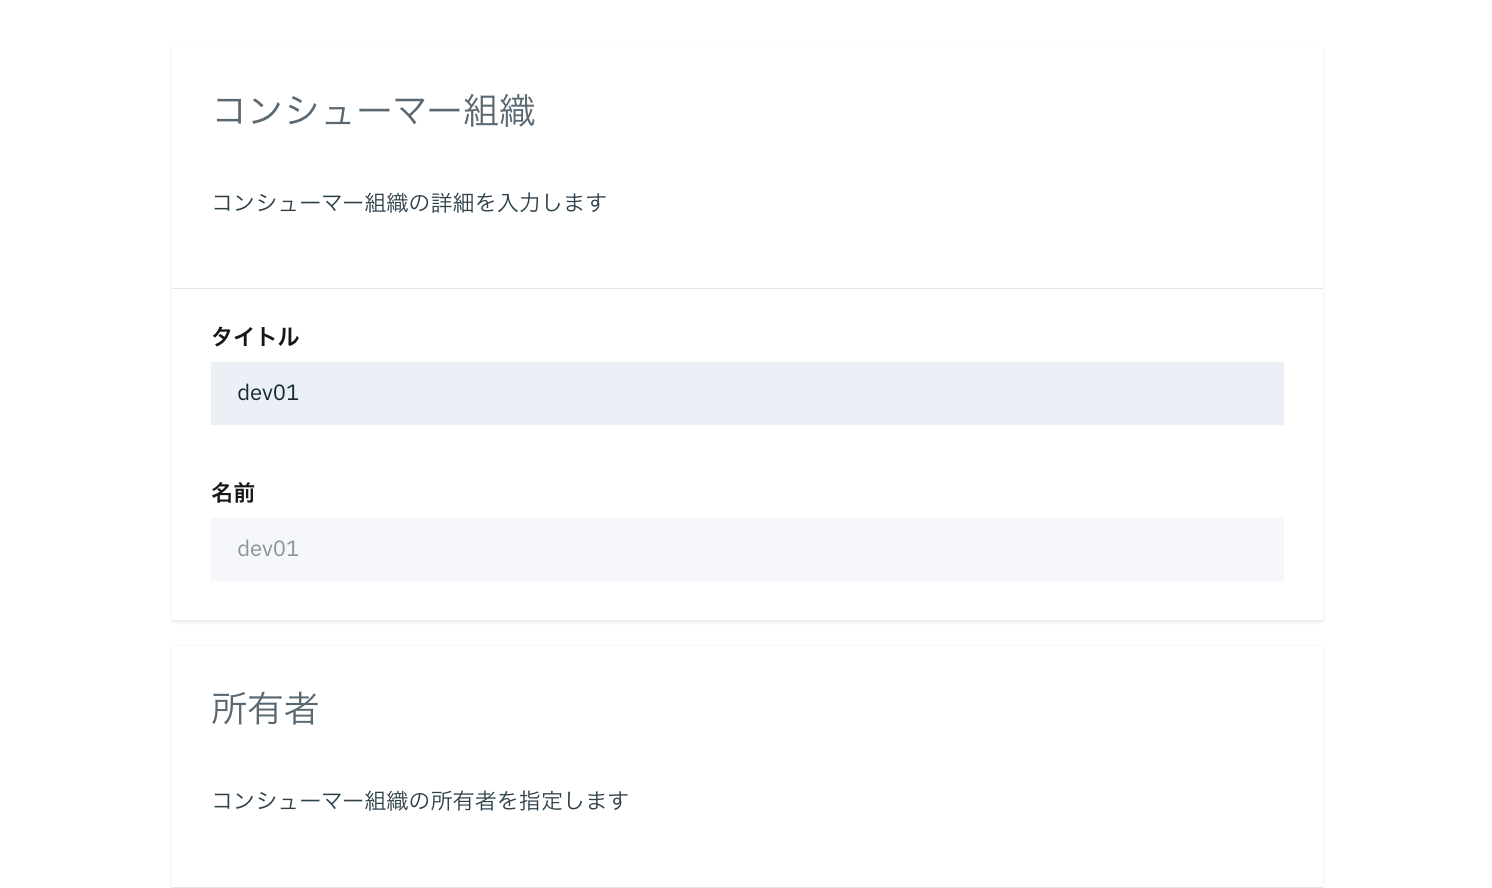 コンシューマー組織
コンシューマー組織の詳細を入力します
タイトル
dev01
名前
dev01
所有者
コンシューマー組織の所有者を指定します